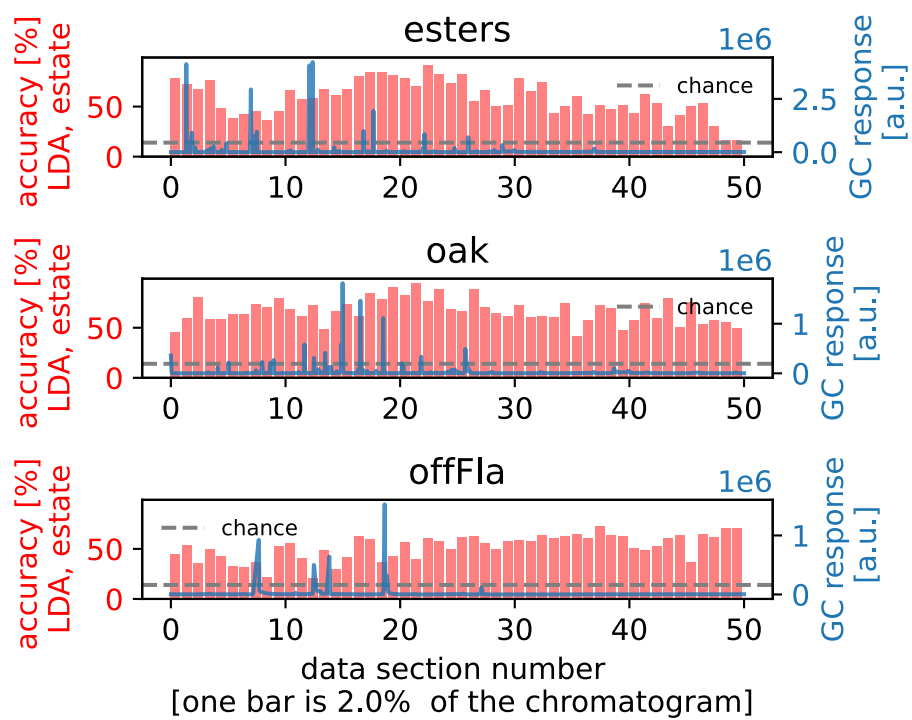 esters
1e6
accuracy [%]
LDA, estate
50
0
chance
2.5
0.0
GC response
[a.u.]
0 10 20 30 40 50
oak
1e6
accuracy [%]
LDA, estate
50
0
chance
1
0
GC response
[a.u.]
0 10 20 30 40 50
offFla
1e6
accuracy [%]
LDA, estate
50
0
chance
1
0
GC response
[a.u.]
0 10 20 30 40 50
data section number
[one bar is 2.0% of the chromatogram]